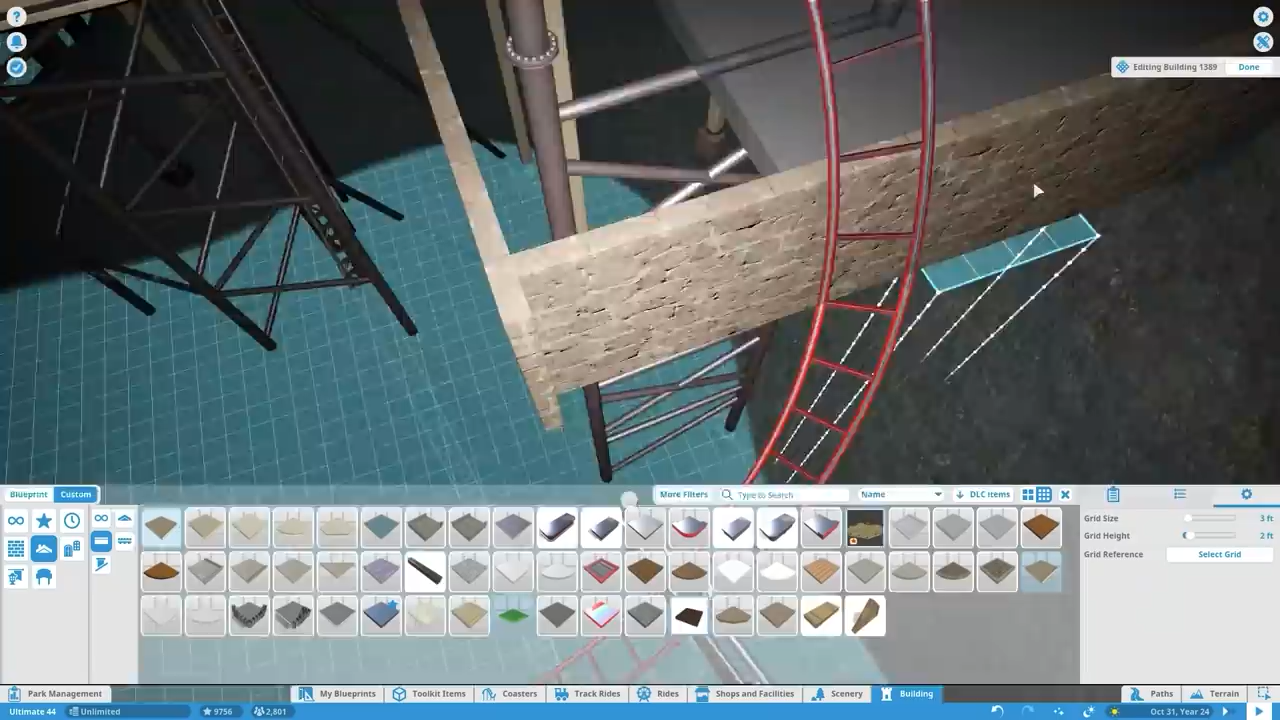 ?
Editing Building 1389 Done
Blueprint Custom
More Filters Type to Search Name DLC Items
Grid Size 3 ft
Grid Height 2 ft
Grid Reference Select Grid
Park Management My Blueprints Toolkit Items Coasters Track Rides Rides Shops and Facilities Scenery Building Paths Terrain
Ultimate 44 Unlimited 9756 2,801 Oct 31, Year 24